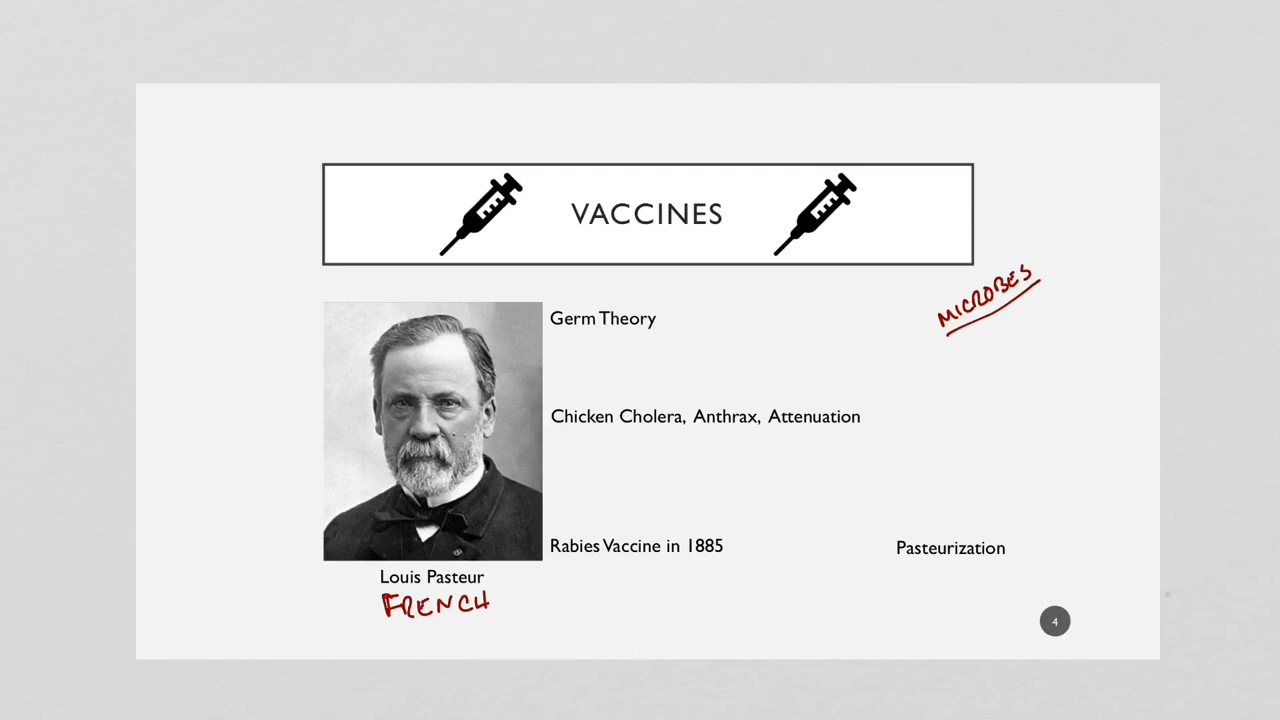 VACCINES
MICROBES
Germ Theory
Chicken Cholera, Anthrax, Attenuation
Rabies Vaccine in 1885
Pasteurization
Louis Pasteur
FRENCH
4